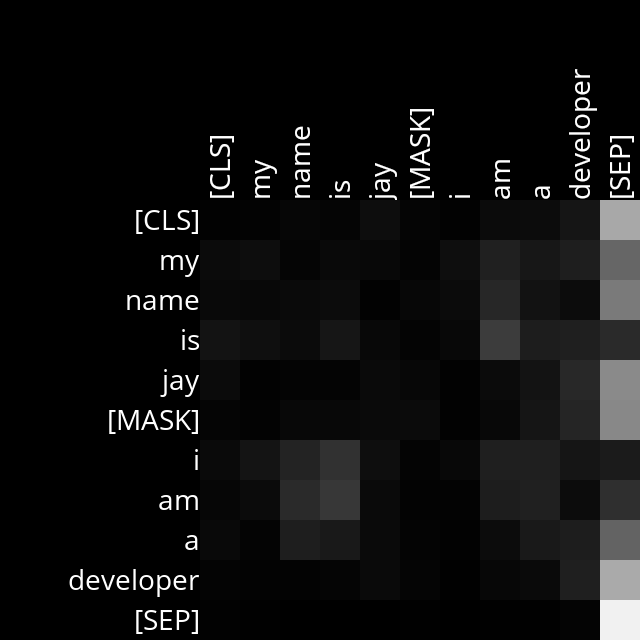 [CLS]
my
name
is
jay
[MASK]
i
am
a
developer
[SEP]
[CLS]
my
name
is
jay
[MASK]
i
am
a
developer
[SEP]